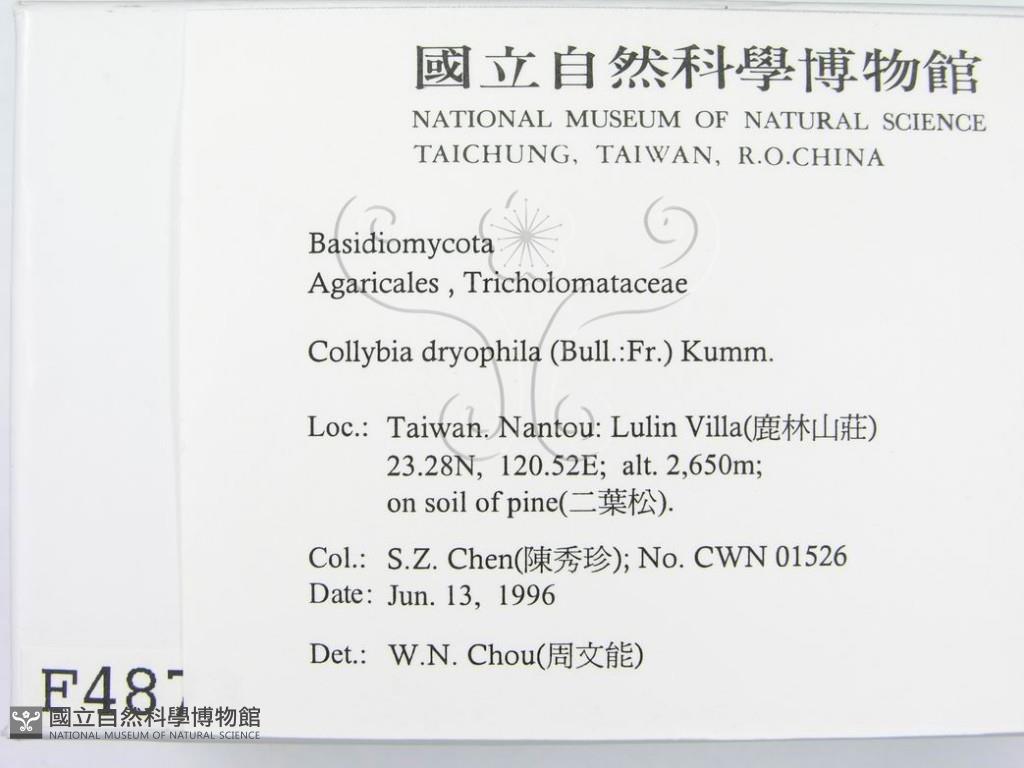 國立自然科學博物館
NATIONAL MUSEUM OF NATURAL SCIENCE
TAICHUNG, TAIWAN, R.O.CHINA
Basidiomycota
Agaricales , Tricholomataceae
Collybia dryophila (Bull.:Fr.) Kumm.
Loc.: Taiwan. Nantou: Lulin Villa(鹿林山莊)
23.28N, 120.52E; alt. 2,650m;
on soil of pine(二葉松).
Col.: S.Z. Chen(陳秀珍); No. CWN 01526
Date: Jun. 13, 1996
Det.: W.N. Chou(周文能)
國立自然科學博物館
NATIONAL MUSEUM OF NATURAL SCIENCE